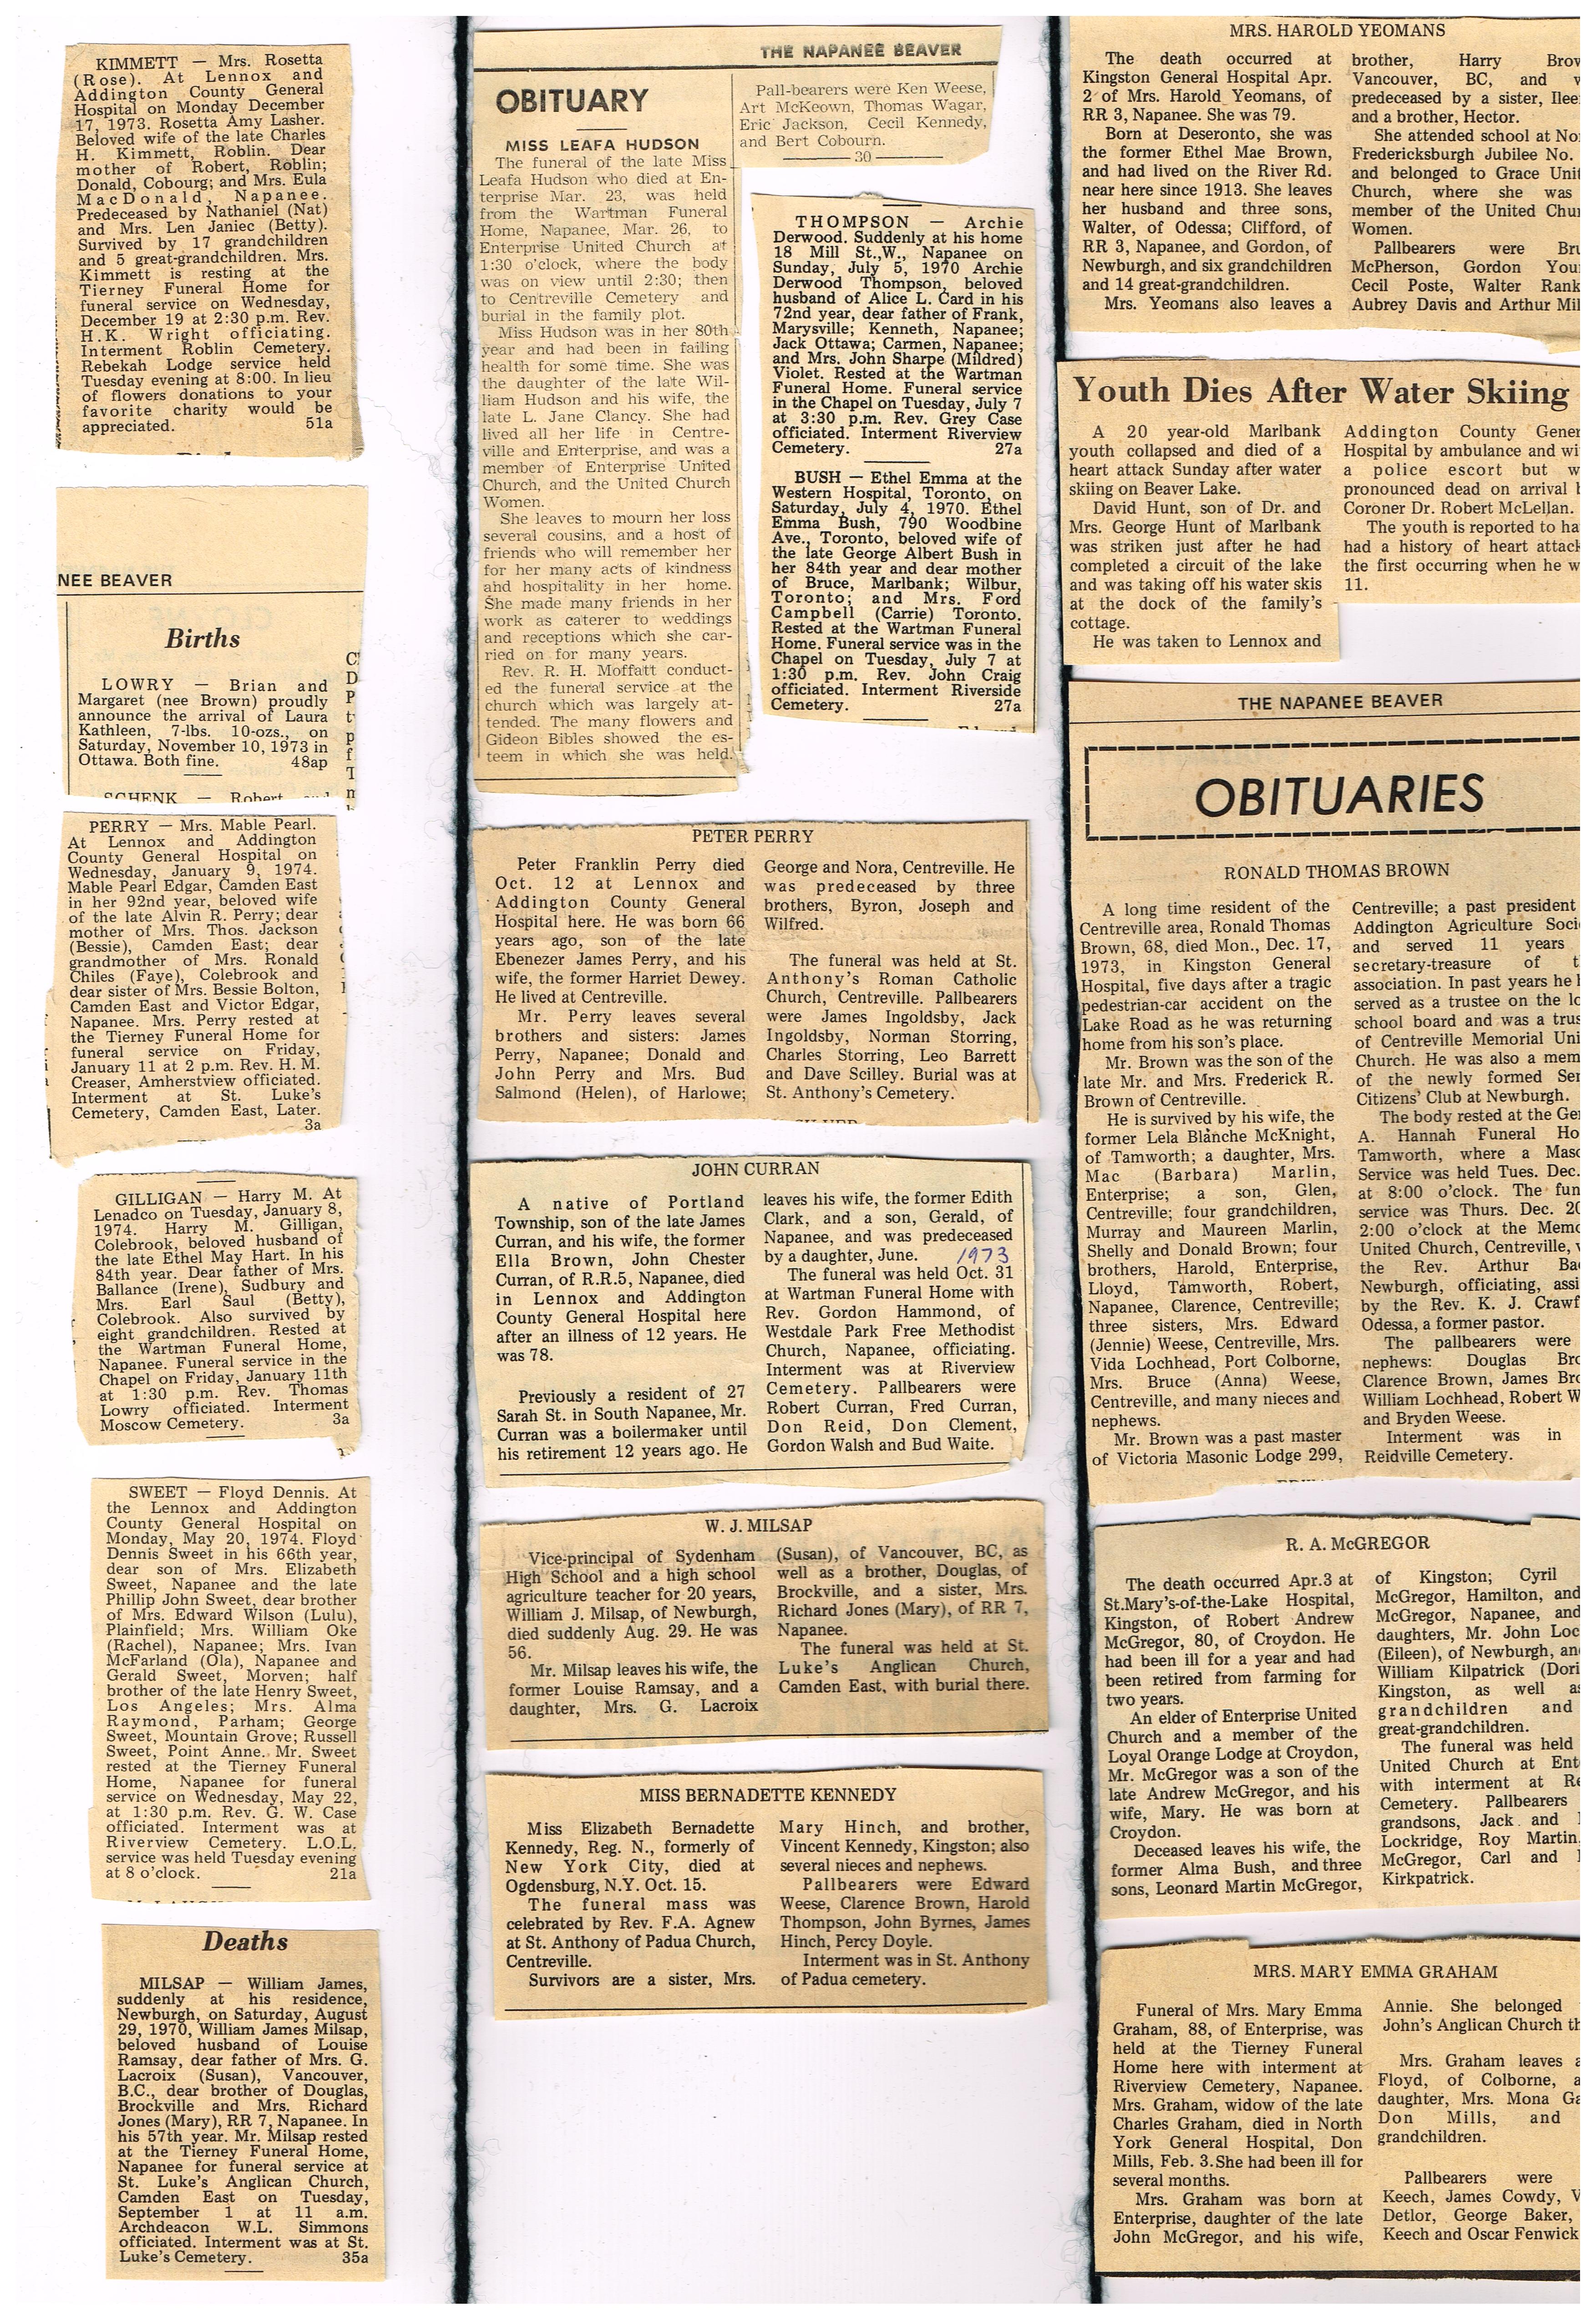 KIMMETT — Mrs. Rosetta
(Rose). At Lennox and
Addington County General
Hospital on Monday December
17, 1973. Rosetta Amy Lasher.
Beloved wife of the late Charles
H. Kimmett, Roblin. Dear
mother of Robert, Roblin;
Donald, Cobourg; and Mrs. Eula
MacDonald, Napanee.
Predeceased by Nathaniel (Nat)
and Mrs. Len Janiec (Betty).
Survived by 17 grandchildren
and 5 great-grandchildren. Mrs.
Kimmett is resting at the
Tierney Funeral Home for
funeral service on Wednesday,
December 19 at 2:30 p.m. Rev.
H.K. Wright officiating.
Interment Roblin Cemetery.
Rebekah Lodge service held
Tuesday evening at 8:00. In lieu
of flowers donations to your
favorite charity would be
appreciated. 51a
NEE BEAVER
Births
LOWRY — Brian and
Margaret (nee Brown) proudly
announce the arrival of Laura
Kathleen, 7-lbs. 10-ozs., on
Saturday, November 10, 1973 in
Ottawa. Both fine. 48ap
SCHENK — Robert and
PERRY — Mrs. Mable Pearl.
At Lennox and Addington
County General Hospital on
Wednesday, January 9, 1974.
Mable Pearl Edgar, Camden East
in her 92nd year, beloved wife
of the late Alvin R. Perry; dear
mother of Mrs. Thos. Jackson
(Bessie), Camden East; dear
grandmother of Mrs. Ronald
Chiles (Faye), Colebrook and
dear sister of Mrs. Bessie Bolton,
Camden East and Victor Edgar,
Napanee. Mrs. Perry rested at
the Tierney Funeral Home for
funeral service on Friday,
January 11 at 2 p.m. Rev. H. M.
Creaser, Amherstview officiated.
Interment at St. Luke's
Cemetery, Camden East, Later.
3a
GILLIGAN — Harry M. At
Lenadco on Tuesday, January 8,
1974. Harry M. Gilligan,
Colebrook, beloved husband of
the late Ethel May Hart. In his
84th year. Dear father of Mrs.
Ballance (Irene), Sudbury and
Mrs. Earl Saul (Betty),
Colebrook. Also survived by
eight grandchildren. Rested at
the Wartman Funeral Home,
Napanee. Funeral service in the
Chapel on Friday, January 11th
at 1:30 p.m. Rev. Thomas
Lowry officiated. Interment
Moscow Cemetery. 3a
SWEET — Floyd Dennis. At
the Lennox and Addington
County General Hospital on
Monday, May 20, 1974. Floyd
Dennis Sweet in his 66th year,
dear son of Mrs. Elizabeth
Sweet, Napanee and the late
Phillip John Sweet, dear brother
of Mrs. Edward Wilson (Lulu),
Plainfield; Mrs. William Oke
(Rachel), Napanee; Mrs. Ivan
McFarland (Ola), Napanee and
Gerald Sweet, Morven; half
brother of the late Henry Sweet,
Los Angeles; Mrs. Alma
Raymond, Parham; George
Sweet, Mountain Grove; Russell
Sweet, Point Anne. Mr. Sweet
rested at the Tierney Funeral
Home, Napanee for funeral
service on Wednesday, May 22,
at 1:30 p.m. Rev. G. W. Case
officiated. Interment was at
Riverview Cemetery. L.O.L.
service was held Tuesday evening
at 8 o'clock. 21a
Deaths
MILSAP — William James,
suddenly at his residence,
Newburgh, on Saturday, August
29, 1970, William James Milsap,
beloved husband of Louise
Ramsay, dear father of Mrs. G.
Lacroix (Susan), Vancouver,
B.C., dear brother of Douglas,
Brockville and Mrs. Richard
Jones (Mary), RR 7, Napanee. In
his 57th year. Mr. Milsap rested
at the Tierney Funeral Home,
Napanee for funeral service at
St. Luke's Anglican Church,
Camden East on Tuesday,
September 1 at 11 a.m.
Archdeacon W.L. Simmons
officiated. Interment was at St.
Luke's Cemetery. 35a
THE NAPANEE BEAVER
OBITUARY
MISS LEAFA HUDSON
The funeral of the late Miss
Leafa Hudson who died at En-
terprise Mar. 23, was held
from the Wartman Funeral
Home, Napanee, Mar. 26, to
Enterprise United Church at
1:30 o'clock, where the body
was on view until 2:30; then
to Centreville Cemetery and
burial in the family plot.
Miss Hudson was in her 80th
year and had been in failing
health for some time. She was
the daughter of the late Wil-
liam Hudson and his wife, the
late L. Jane Clancy. She had
lived all her life in Centre-
ville and Enterprise, and was a
member of Enterprise United
Church, and the United Church
Women.
She leaves to mourn her loss
several cousins, and a host of
friends who will remember her
for her many acts of kindness
and hospitality in her home.
She made many friends in her
work as caterer to weddings
and receptions which she car-
ried on for many years.
Rev. R. H. Moffatt conduct-
ed the funeral service at the
church which was largely at-
tended. The many flowers and
Gideon Bibles showed the es-
teem in which she was held.
Pall-bearers were Ken Weese,
Art McKeown, Thomas Wagar,
Eric Jackson, Cecil Kennedy,
and Bert Cobourn.
30
THOMPSON — Archie
Derwood. Suddenly at his home
18 Mill St.,W., Napanee on
Sunday, July 5, 1970 Archie
Derwood Thompson, beloved
husband of Alice L. Card in his
72nd year, dear father of Frank,
Marysville; Kenneth, Napanee;
Jack Ottawa; Carmen, Napanee;
and Mrs. John Sharpe (Mildred)
Violet. Rested at the Wartman
Funeral Home. Funeral service
in the Chapel on Tuesday, July 7
at 3:30 p.m. Rev. Grey Case
officiated. Interment Riverview
Cemetery. 27a
BUSH — Ethel Emma at the
Western Hospital, Toronto, on
Saturday, July 4, 1970. Ethel
Emma Bush, 790 Woodbine
Ave., Toronto, beloved wife of
the late George Albert Bush in
her 84th year and dear mother
of Bruce, Marlbank; Wilbur,
Toronto; and Mrs. Ford
Campbell (Carrie) Toronto.
Rested at the Wartman Funeral
Home. Funeral service was in the
Chapel on Tuesday, July 7 at
1:30 p.m. Rev. John Craig
officiated. Interment Riverside
Cemetery. 27a
PETER PERRY
Peter Franklin Perry died
Oct. 12 at Lennox and
Addington County General
Hospital here. He was born 66
years ago, son of the late
Ebenezer James Perry, and his
wife, the former Harriet Dewey.
He lived at Centreville.
Mr. Perry leaves several
brothers and sisters: James
Perry, Napanee; Donald and
John Perry and Mrs. Bud
Salmond (Helen), of Harlowe;
George and Nora, Centreville. He
was predeceased by three
brothers, Byron, Joseph and
Wilfred.
The funeral was held at St.
Anthony's Roman Catholic
Church, Centreville. Pallbearers
were James Ingoldsby, Jack
Ingoldsby, Norman Storring,
Charles Storring, Leo Barrett
and Dave Scilley. Burial was at
St. Anthony's Cemetery.
JOHN CURRAN
A native of Portland
Township, son of the late James
Curran, and his wife, the former
Ella Brown, John Chester
Curran, of R.R.5, Napanee, died
in Lennox and Addington
County General Hospital here
after an illness of 12 years. He
was 78.
Previously a resident of 27
Sarah St. in South Napanee, Mr.
Curran was a boilermaker until
his retirement 12 years ago. He
leaves his wife, the former Edith
Clark, and a son, Gerald, of
Napanee, and was predeceased
by a daughter, June. 1973
The funeral was held Oct. 31
at Wartman Funeral Home with
Rev. Gordon Hammond, of
Westdale Park Free Methodist
Church, Napanee, officiating.
Interment was at Riverview
Cemetery. Pallbearers were
Robert Curran, Fred Curran,
Don Reid, Don Clement,
Gordon Walsh and Bud Waite.
W. J. MILSAP
Vice-principal of Sydenham
High School and a high school
agriculture teacher for 20 years,
William J. Milsap, of Newburgh,
died suddenly Aug. 29. He was
56.
Mr. Milsap leaves his wife, the
former Louise Ramsay, and a
daughter, Mrs. G. Lacroix
(Susan), of Vancouver, BC, as
well as a brother, Douglas, of
Brockville, and a sister, Mrs.
Richard Jones (Mary), of RR 7,
Napanee.
The funeral was held at St.
Luke's Anglican Church,
Camden East, with burial there.
MISS BERNADETTE KENNEDY
Miss Elizabeth Bernadette
Kennedy, Reg. N., formerly of
New York City, died at
Ogdensburg, N.Y. Oct. 15.
The funeral mass was
celebrated by Rev. F.A. Agnew
at St. Anthony of Padua Church,
Centreville.
Survivors are a sister, Mrs.
Mary Hinch, and brother,
Vincent Kennedy, Kingston; also
several nieces and nephews.
Pallbearers were Edward
Weese, Clarence Brown, Harold
Thompson, John Byrnes, James
Hinch, Percy Doyle.
Interment was in St. Anthony
of Padua cemetery.
MRS. HAROLD YEOMANS
The death occurred at
Kingston General Hospital Apr.
2 of Mrs. Harold Yeomans, of
RR 3, Napanee. She was 79.
Born at Deseronto, she was
the former Ethel Mae Brown,
and had lived on the River Rd.
near here since 1913. She leaves
her husband and three sons,
Walter, of Odessa; Clifford, of
RR 3, Napanee, and Gordon, of
Newburgh, and six grandchildren
and 14 great-grandchildren.
Mrs. Yeomans also leaves a
brother, Harry Brow
Vancouver, BC, and
predeceased by a sister, Ilee
and a brother, Hector.
She attended school at No
Fredericksburgh Jubilee No.
and belonged to Grace Unit
Church, where she was
member of the United Chu
Women.
Pallbearers were Bru
McPherson, Gordon You
Cecil Poste, Walter Rank
Aubrey Davis and Arthur Mil
Youth Dies After Water Skiing
A 20 year-old Marlbank
youth collapsed and died of a
heart attack Sunday after water
skiing on Beaver Lake.
David Hunt, son of Dr. and
Mrs. George Hunt of Marlbank
was striken just after he had
completed a circuit of the lake
and was taking off his water skis
at the dock of the family's
cottage.
He was taken to Lennox and
Addington County Gener
Hospital by ambulance and wi
a police escort but w
pronounced dead on arrival
Coroner Dr. Robert McLellan.
The youth is reported to ha
had a history of heart attack
the first occurring when he w
11.
THE NAPANEE BEAVER
OBITUARIES
RONALD THOMAS BROWN
A long time resident of the
Centreville area, Ronald Thomas
Brown, 68, died Mon., Dec. 17,
1973, in Kingston General
Hospital, five days after a tragic
pedestrian-car accident on the
Lake Road as he was returning
home from his son's place.
Mr. Brown was the son of the
late Mr. and Mrs. Frederick R.
Brown of Centreville.
He is survived by his wife, the
former Lela Blanche McKnight,
of Tamworth; a daughter, Mrs.
Mac (Barbara) Marlin,
Enterprise; a son, Glen,
Centreville; four grandchildren,
Murray and Maureen Marlin,
Shelly and Donald Brown; four
brothers, Harold, Enterprise,
Lloyd, Tamworth, Robert,
Napanee, Clarence, Centreville;
three sisters, Mrs. Edward
(Jennie) Weese, Centreville, Mrs.
Vida Lochhead, Port Colborne,
Mrs. Bruce (Anna) Weese,
Centreville, and many nieces and
nephews.
Mr. Brown was a past master
of Victoria Masonic Lodge 299,
Centreville; a past president
Addington Agriculture Socie
and served 11 years
secretary-treasure of t
association. In past years he
served as a trustee on the lo
school board and was a trus
of Centreville Memorial Uni
Church. He was also a mem
of the newly formed Sen
Citizens' Club at Newburgh.
The body rested at the Ge
A. Hannah Funeral Ho
Tamworth, where a Maso
Service was held Tues. Dec.
at 8:00 o'clock. The fun
service was Thurs. Dec. 20
2:00 o'clock at the Memo
United Church, Centreville,
the Rev. Arthur Ba
Newburgh, officiating, assi
by the Rev. K. J. Crawf
Odessa, a former pastor.
The pallbearers were
nephews: Douglas Bro
Clarence Brown, James Bro
William Lochhead, Robert W
and Bryden Weese.
Interment was in
Reidville Cemetery.
R. A. McGREGOR
The death occurred Apr.3 at
St.Mary's-of-the-Lake Hospital,
Kingston, of Robert Andrew
McGregor, 80, of Croydon. He
had been ill for a year and had
been retired from farming for
two years.
An elder of Enterprise United
Church and a member of the
Loyal Orange Lodge at Croydon,
Mr. McGregor was a son of the
late Andrew McGregor, and his
wife, Mary. He was born at
Croydon.
Deceased leaves his wife, the
former Alma Bush, and three
sons, Leonard Martin McGregor,
of Kingston; Cyril
McGregor, Hamilton, and
McGregor, Napanee, and
daughters, Mr. John Loc
(Eileen), of Newburgh, an
William Kilpatrick (Dori
Kingston, as well as
grandchildren and
great-grandchildren.
The funeral was held
United Church at Ent
with interment at Re
Cemetery. Pallbearers
grandsons, Jack and
Lockridge, Roy Martin,
McGregor, Carl and
Kirkpatrick.
MRS. MARY EMMA GRAHAM
Funeral of Mrs. Mary Emma
Graham, 88, of Enterprise, was
held at the Tierney Funeral
Home here with interment at
Riverview Cemetery, Napanee.
Mrs. Graham, widow of the late
Charles Graham, died in North
York General Hospital, Don
Mills, Feb. 3.She had been ill for
several months.
Mrs. Graham was born at
Enterprise, daughter of the late
John McGregor, and his wife,
Annie. She belonged
John's Anglican Church th
Mrs. Graham leaves a
Floyd, of Colborne, a
daughter, Mrs. Mona Ga
Don Mills, and
grandchildren.
Pallbearers were
Keech, James Cowdy, V
Detlor, George Baker,
Keech and Oscar Fenwick